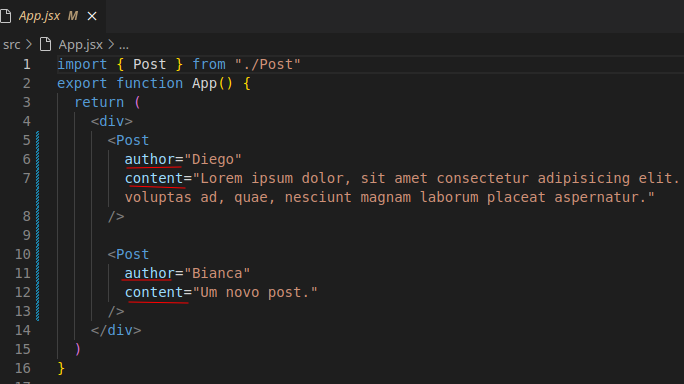 App.jsx M ×
src > App.jsx > ...
1 import { Post } from "./Post"
2 export function App() {
3 return (
4 <div>
5 <Post
6 author="Diego"
7 content="Lorem ipsum dolor, sit amet consectetur adipisicing elit.
voluptas ad, quae, nesciunt magnam laborum placeat aspernatur."
8 />
9
10 <Post
11 author="Bianca"
12 content="Um novo post."
13 />
14 </div>
15 )
16 }